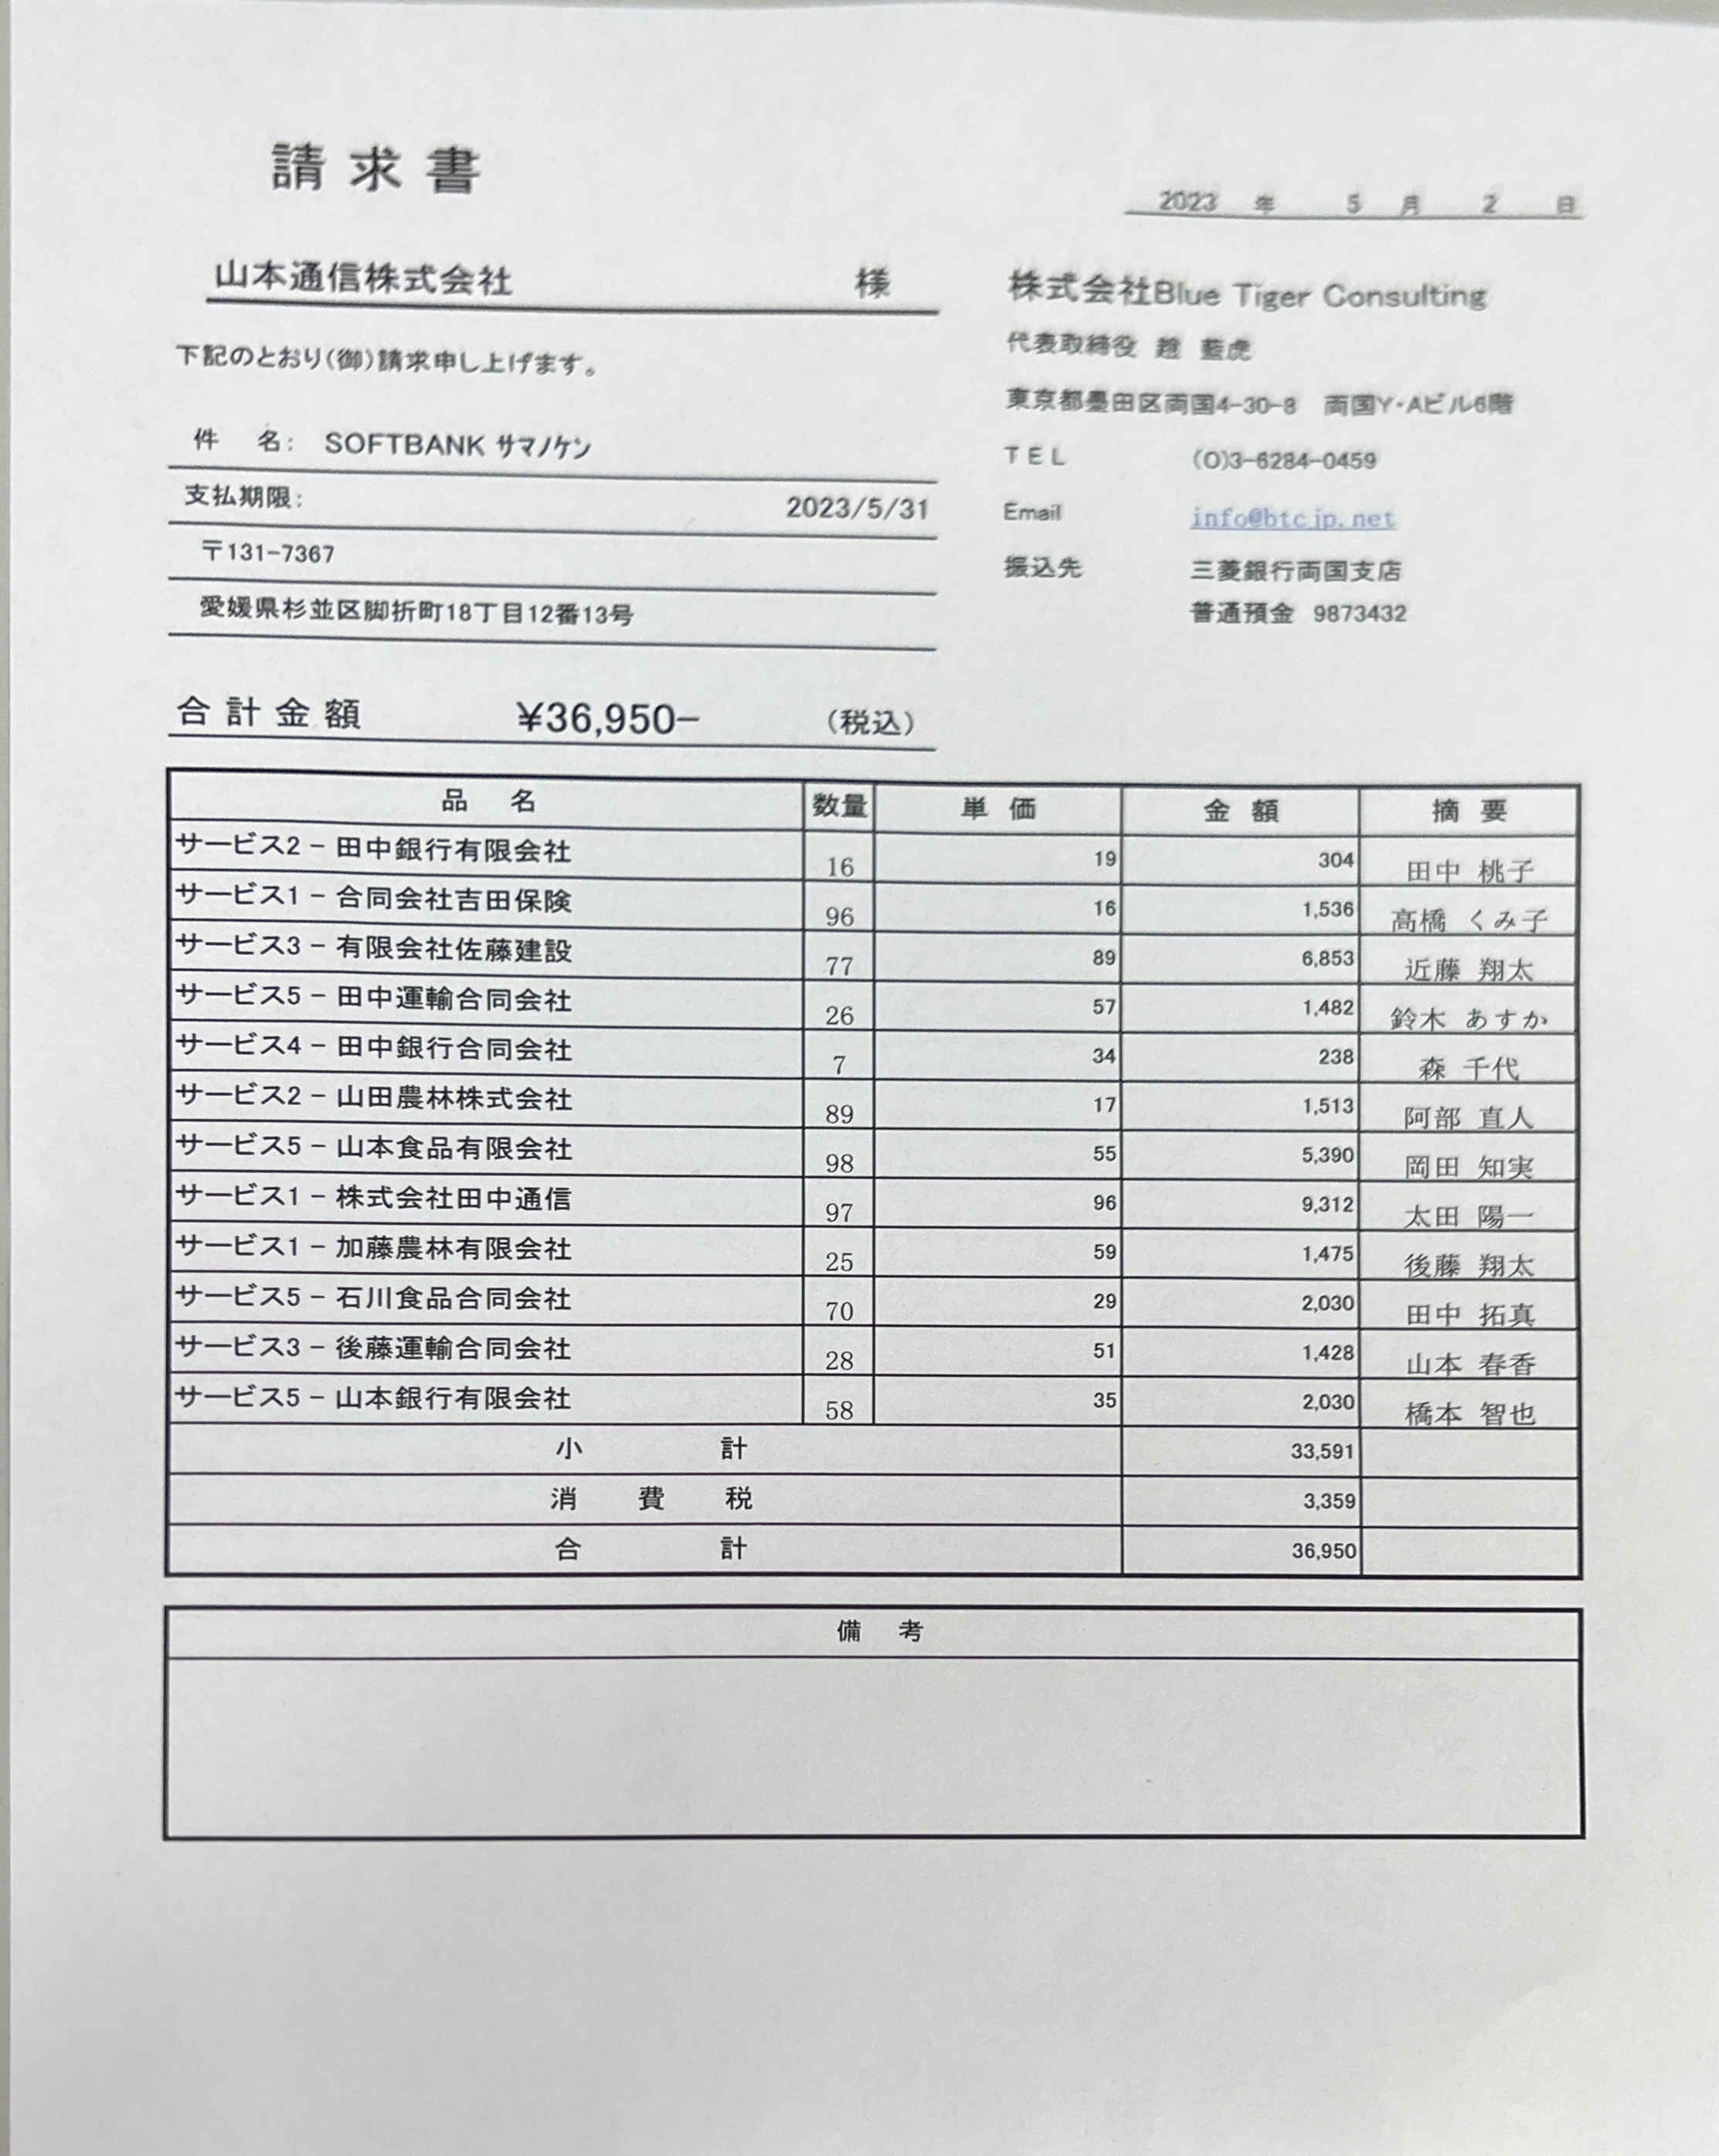 請求書
2023 年 5 月 2 日
山本通信株式会社 様
下記のとおり(御)請求申し上げます。
件 名: SOFTBANK サマノケン
支払期限: 2023/5/31
〒131-7367
愛媛県杉並区脚折町18丁目12番13号
合計金額 ¥36,950- (税込)
株式会社Blue Tiger Consulting
代表取締役 趙 藍虎
東京都墨田区両国4-30-8 両国Y・Aビル6階
TEL (0)3-6284-0459
Email info@btcjp.net
振込先 三菱銀行両国支店
普通預金 9873432
品 名 数量 単 価 金 額 摘 要
サービス2 - 田中銀行有限会社 16 19 304 田中 桃子
サービス1 - 合同会社吉田保険 96 16 1,536 高橋 くみ子
サービス3 - 有限会社佐藤建設 77 89 6,853 近藤 翔太
サービス5 - 田中運輸合同会社 26 57 1,482 鈴木 あすか
サービス4 - 田中銀行合同会社 7 34 238 森 千代
サービス2 - 山田農林株式会社 89 17 1,513 阿部 直人
サービス5 - 山本食品有限会社 98 55 5,390 岡田 知実
サービス1 - 株式会社田中通信 97 96 9,312 太田 陽一
サービス1 - 加藤農林有限会社 25 59 1,475 後藤 翔太
サービス5 - 石川食品合同会社 70 29 2,030 田中 拓真
サービス3 - 後藤運輸合同会社 28 51 1,428 山本 春香
サービス5 - 山本銀行有限会社 58 35 2,030 橋本 智也
小 計 33,591
消 費 税 3,359
合 計 36,950
備 考